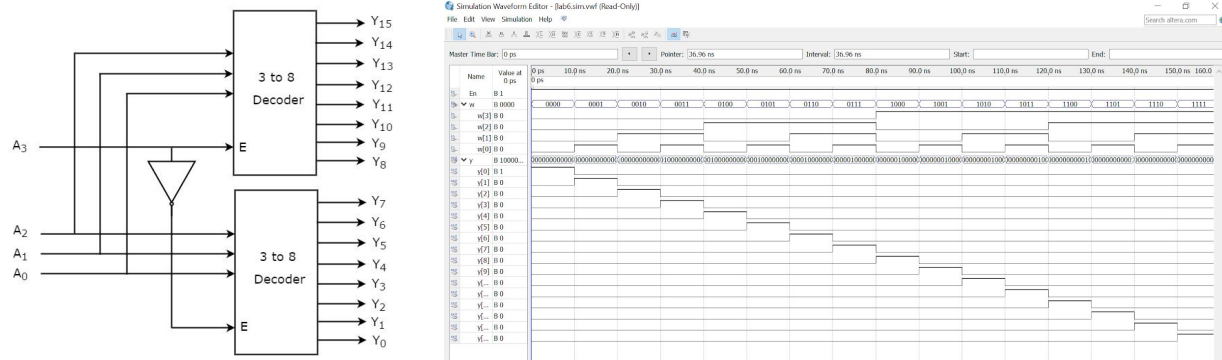 Y15
Y14
Y13
Y12
Y11
Y10
Y9
Y8
3 to 8
Decoder
E
A3
A2
A1
A0
Y7
Y6
Y5
Y4
Y3
Y2
Y1
Y0
3 to 8
Decoder
E
Simulation Waveform Editor - [lab6.sim.vwf (Read-Only)]
File Edit View Simulation Help
Search altera.com
Master Time Bar: 0 ps Pointer: 36.96 ns Interval: 36.96 ns Start: End:
Name Value at 0 ps
0 ps 10.0 ns 20.0 ns 30.0 ns 40.0 ns 50.0 ns 60.0 ns 70.0 ns 80.0 ns 90.0 ns 100.0 ns 110.0 ns 120.0 ns 130.0 ns 140.0 ns 150.0 ns 160.0
0 ps
En B 1
w B 0000 0000 0001 0010 0011 0100 0101 0110 0111 1000 1001 1010 1011 1100 1101 1110 1111
w[3] B 0
w[2] B 0
w[1] B 0
w[0] B 0
y B 10000...
y[0] B 1
y[1] B 0
y[2] B 0
y[3] B 0
y[4] B 0
y[5] B 0
y[6] B 0
y[7] B 0
y[8] B 0
y[9] B 0
y[... B 0
y[... B 0
y[... B 0
y[... B 0
y[... B 0
y[... B 0